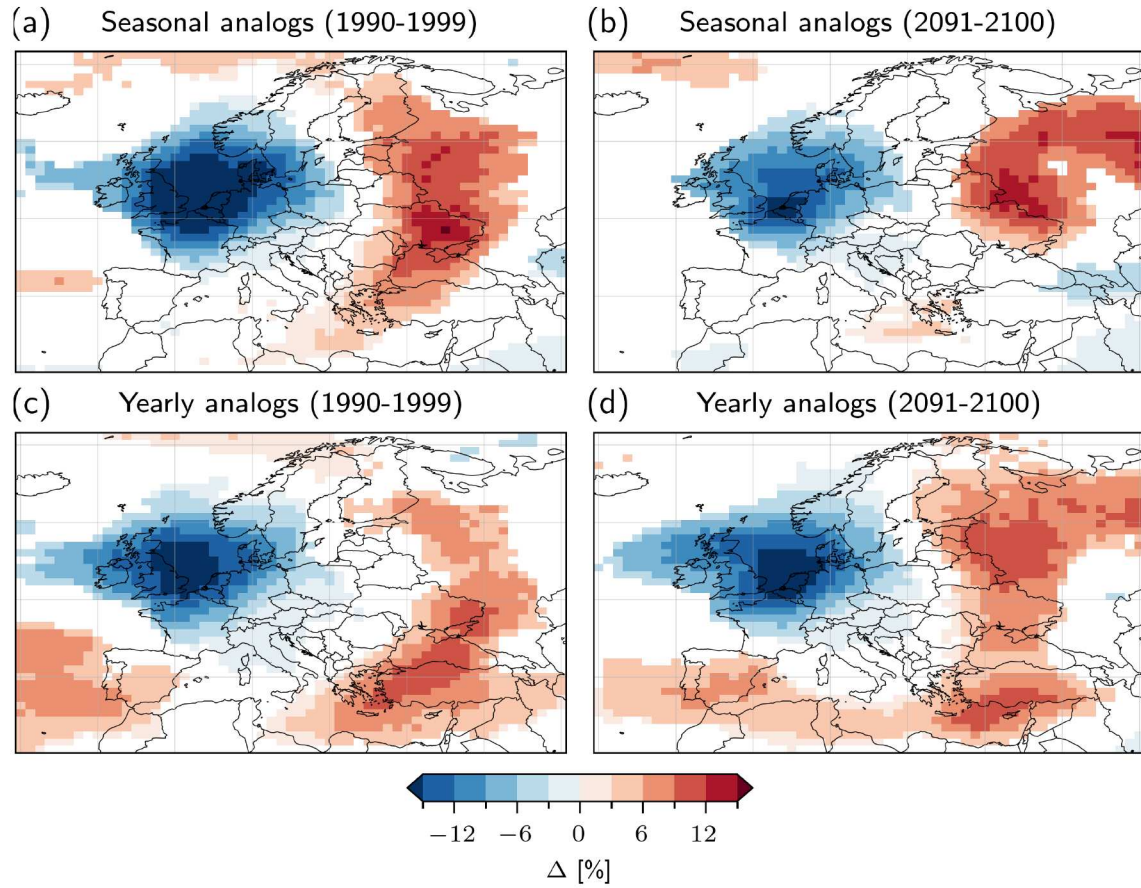 (a) Seasonal analogs (1990-1999)
(b) Seasonal analogs (2091-2100)
(c) Yearly analogs (1990-1999)
(d) Yearly analogs (2091-2100)
−12 −6 0 6 12
Δ [%]